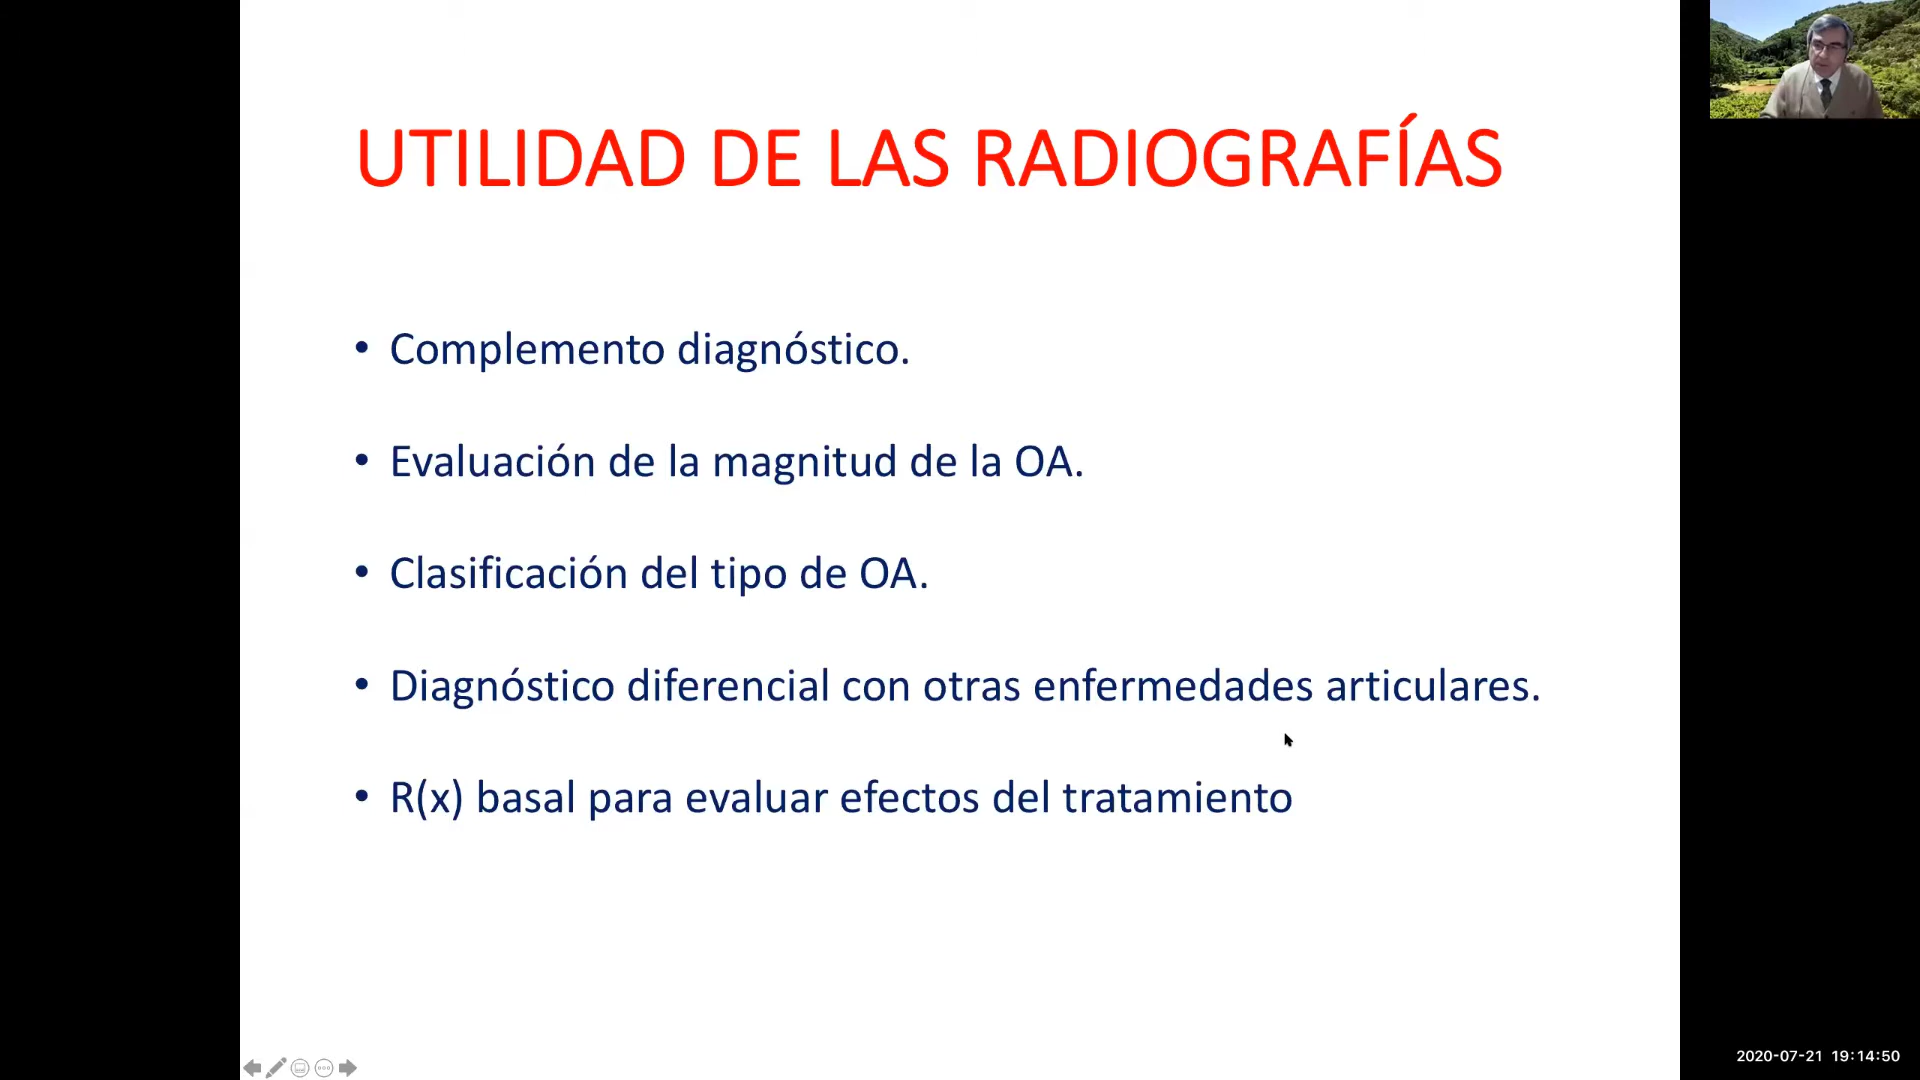 UTILIDAD DE LAS RADIOGRAFÍAS
• Complemento diagnóstico.
• Evaluación de la magnitud de la OA.
• Clasificación del tipo de OA.
• Diagnóstico diferencial con otras enfermedades articulares.
• R(x) basal para evaluar efectos del tratamiento
2020-07-21 19:14:50